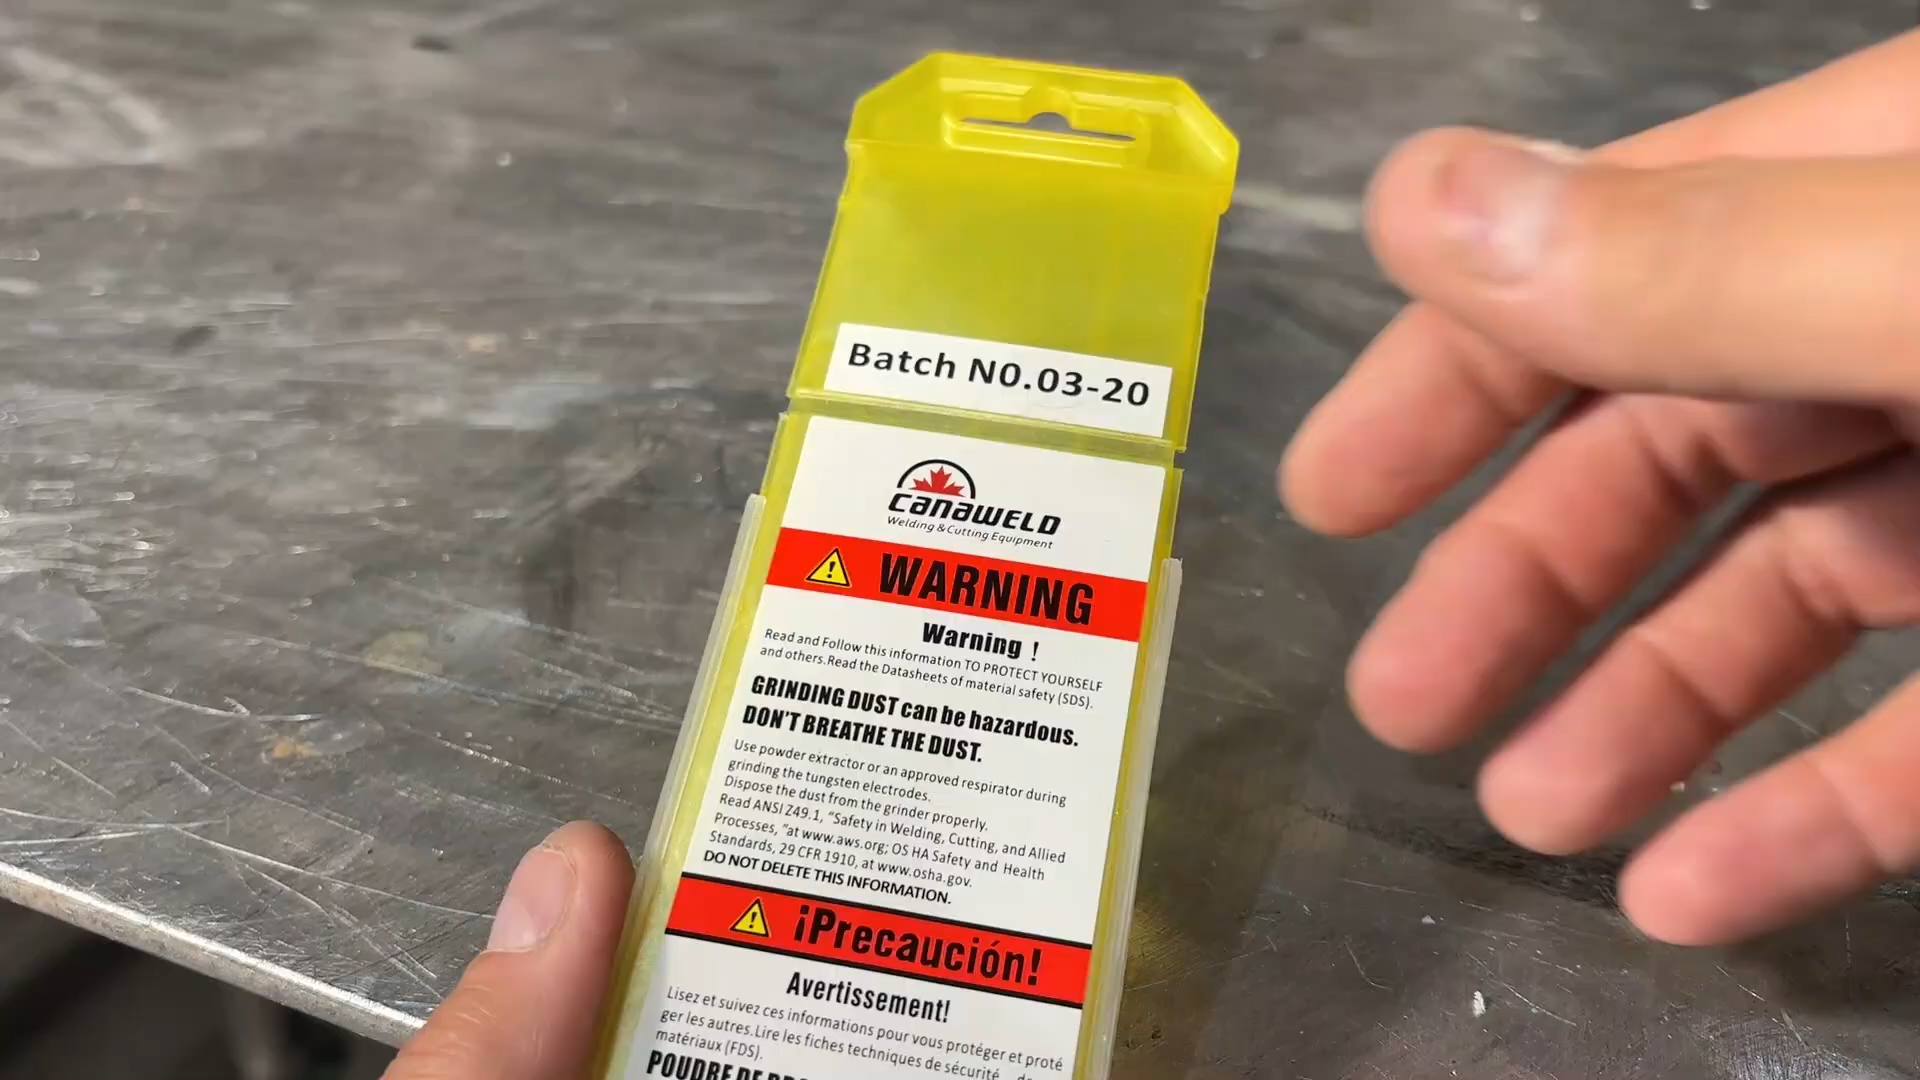 Batch N0.03-20
canaweld
Welding & Cutting Equipment
WARNING
Warning !
Read and Follow this information TO PROTECT YOURSELF
and others.Read the Datasheets of material safety (SDS).
GRINDING DUST can be hazardous.
DON'T BREATHE THE DUST.
Use powder extractor or an approved respirator during
grinding the tungsten electrodes.
Dispose the dust from the grinder properly.
Read ANSI Z49.1, "Safety in Welding, Cutting, and Allied
Processes, "at www.aws.org; OS HA Safety and Health
Standards, 29 CFR 1910, at www.osha.gov.
DO NOT DELETE THIS INFORMATION.
¡Precaución!
Avertissement!
Lisez et suivez ces informations pour vous protéger et proté
ger les autres.Lire les fiches techniques de sécurité
matériaux (FDS).
POUDRE DE